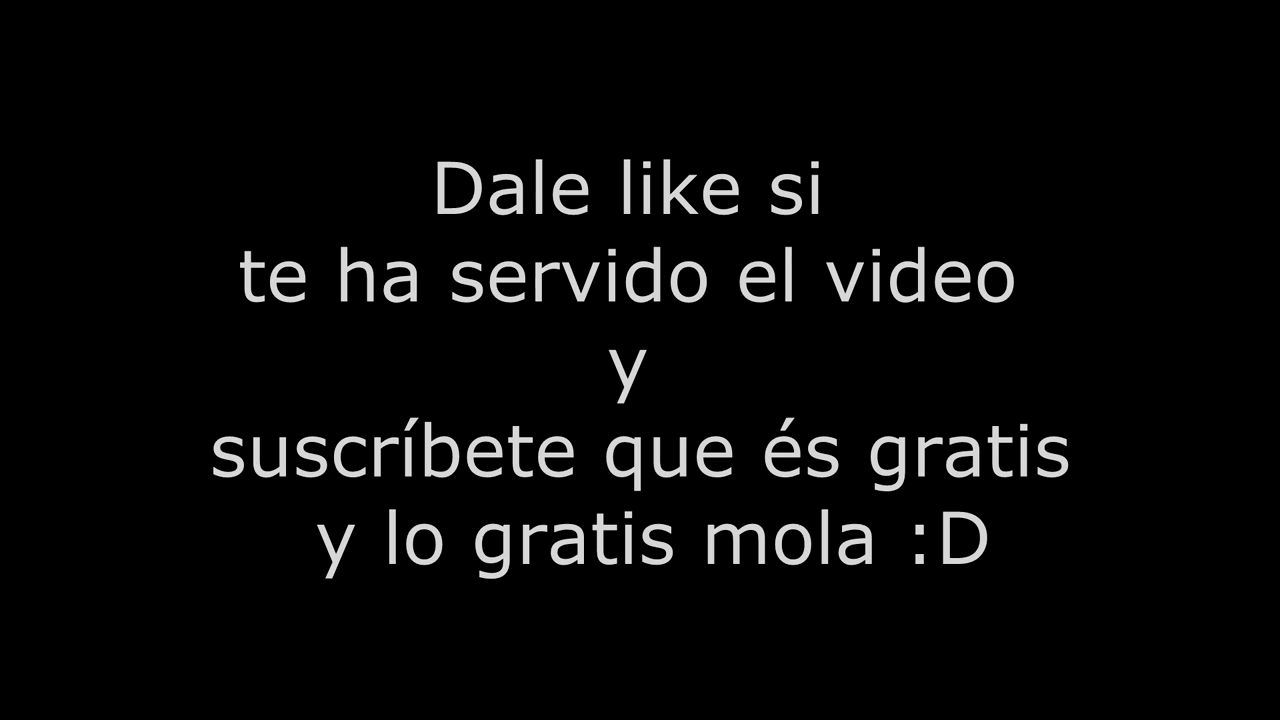 Dale like si
te ha servido el video
y
suscríbete que és gratis
y lo gratis mola :D